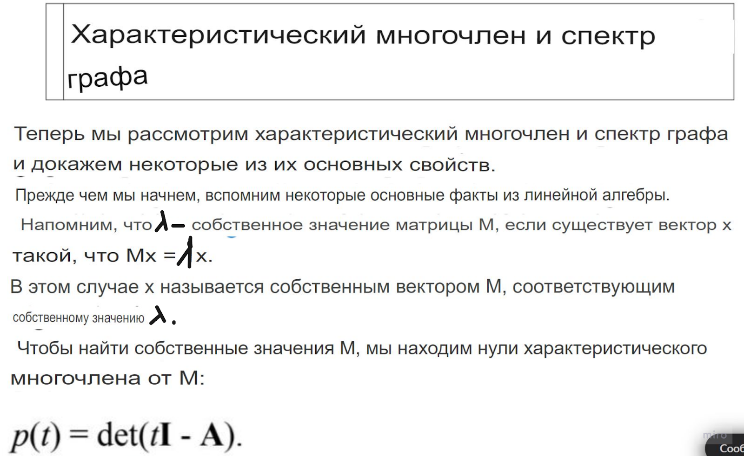 Характеристический многочлен и спектр
графа
Теперь мы рассмотрим характеристический многочлен и спектр графа
и докажем некоторые из их основных свойств.
Прежде чем мы начнем, вспомним некоторые основные факты из линейной алгебры.
Напомним, что λ – собственное значение матрицы M, если существует вектор x
такой, что Mx = λx.
В этом случае x называется собственным вектором M, соответствующим
собственному значению λ.
Чтобы найти собственные значения M, мы находим нули характеристического
многочлена от M:
p(t) = det(tI - A).
Сооб